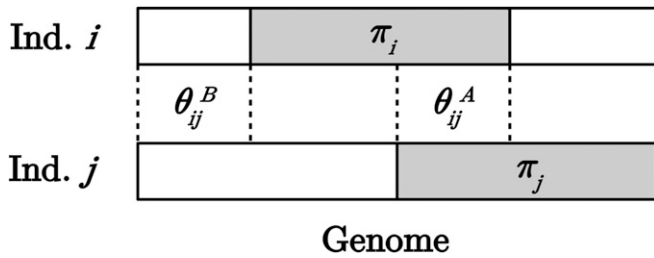 Ind. i π_i
θ_ij^B θ_ij^A
Ind. j π_j
Genome